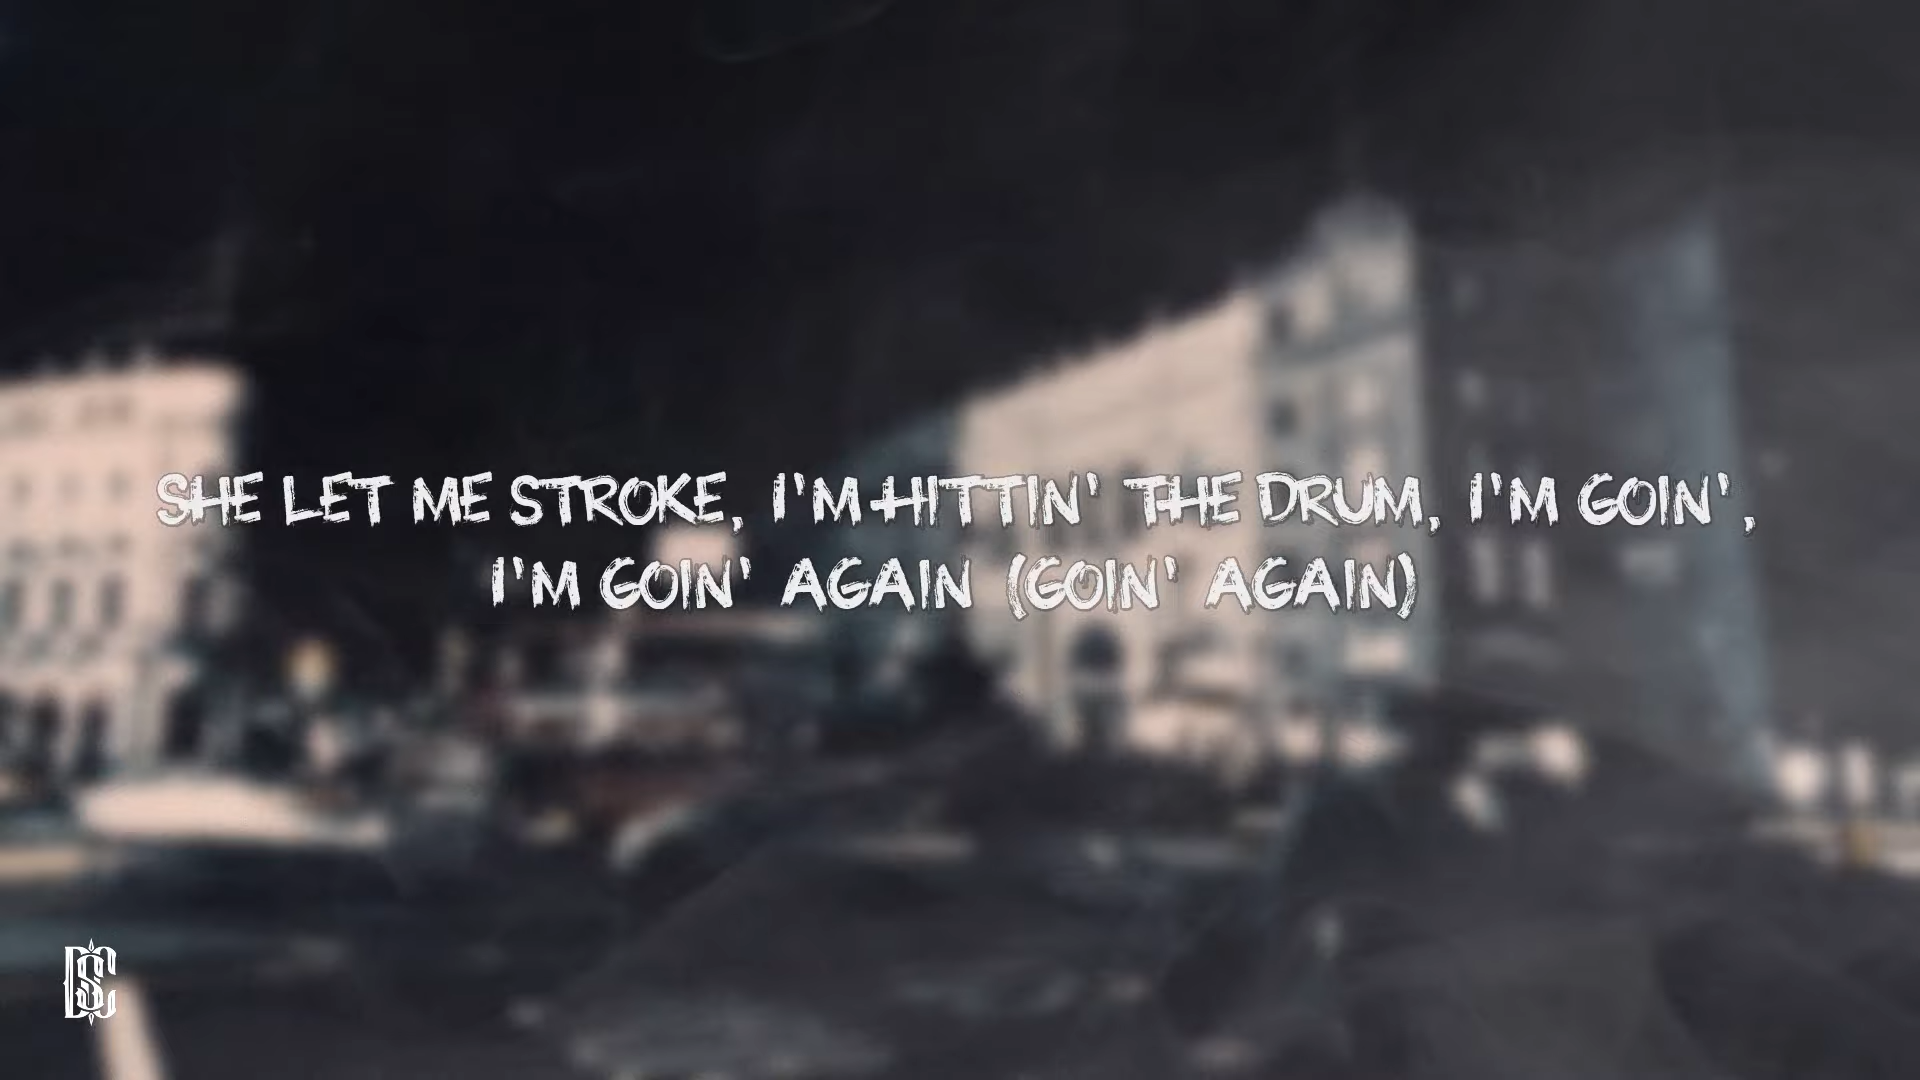 SHE LET ME STROKE, I'M HITTIN' THE DRUM, I'M GOIN',
I'M GOIN' AGAIN (GOIN' AGAIN)